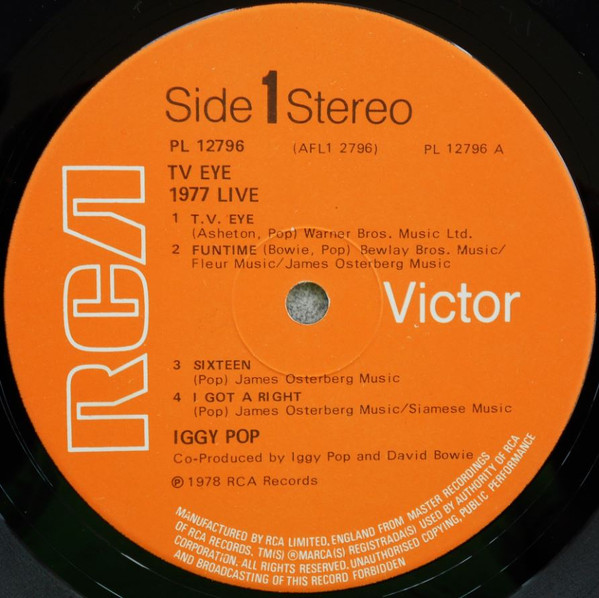 Side 1 Stereo
PL 12796 (AFL1 2796) PL 12796 A
TV EYE
1977 LIVE
1 T.V. EYE
(Asheton, Pop) Warner Bros. Music Ltd.
2 FUNTIME (Bowie, Pop) Bewlay Bros. Music/
Fleur Music/James Osterberg Music
RCA
Victor
3 SIXTEEN
(Pop) James Osterberg Music
4 I GOT A RIGHT
(Pop) James Osterberg Music/Siamese Music
IGGY POP
Co-Produced by Iggy Pop and David Bowie
℗ 1978 RCA Records
MANUFACTURED BY RCA LIMITED, ENGLAND FROM MASTER RECORDINGS
OF RCA RECORDS. TM(S) ® MARCA(S) REGISTRADA(S) USED BY AUTHORITY OF RCA
CORPORATION. ALL RIGHTS RESERVED. UNAUTHORISED COPYING, PUBLIC PERFORMANCE
AND BROADCASTING OF THIS RECORD FORBIDDEN